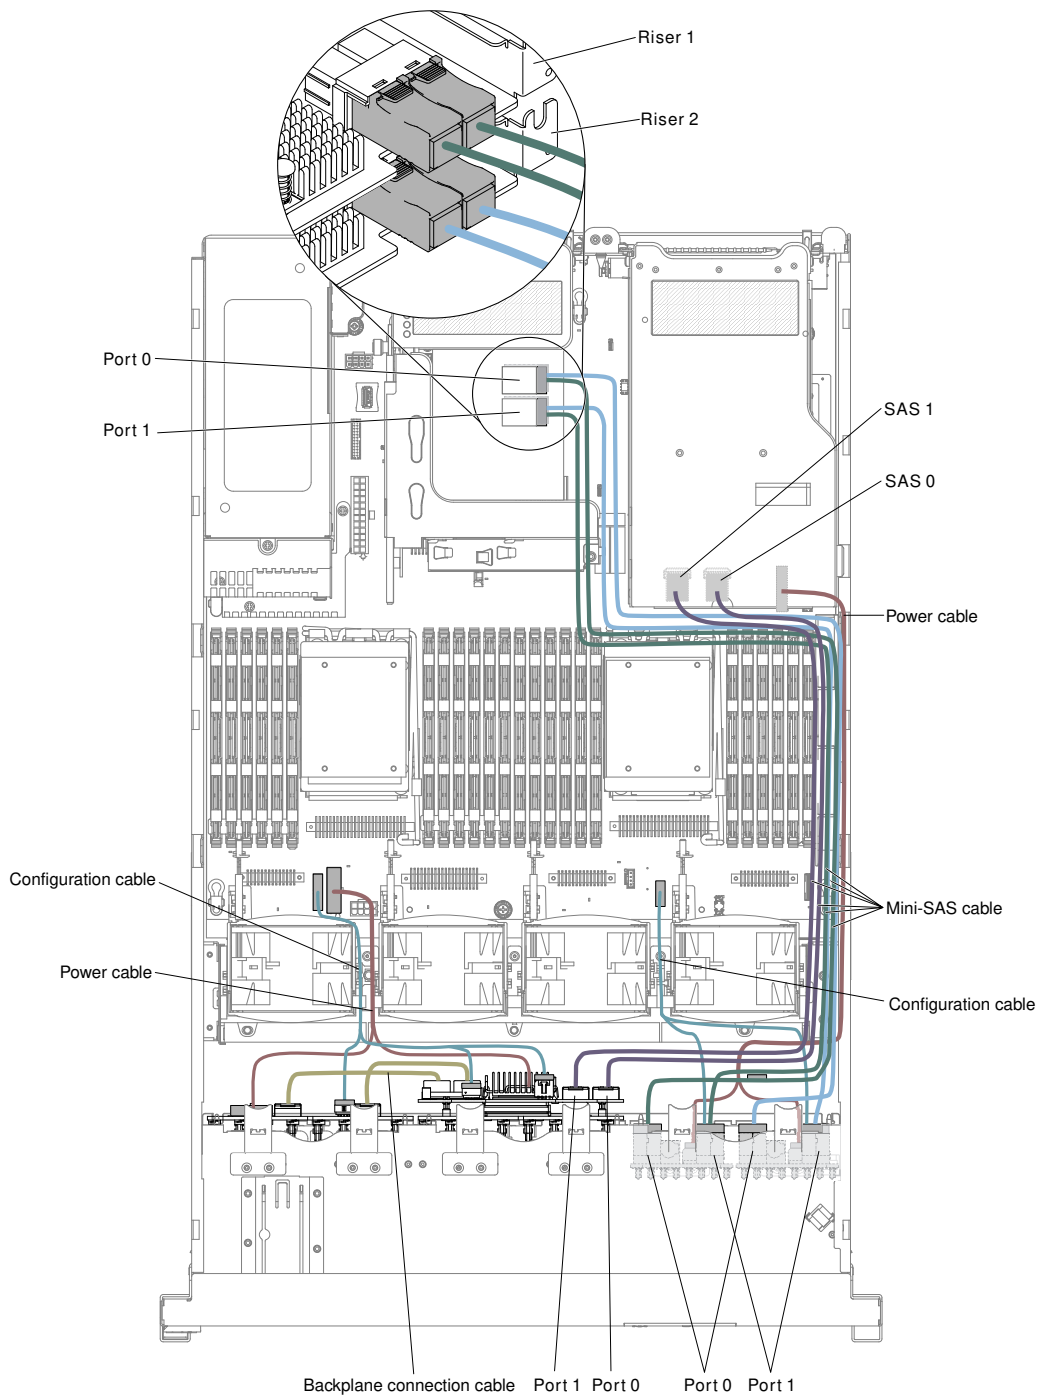 Riser 1
Riser 2
Port 0
Port 1
SAS 1
SAS 0
Power cable
Configuration cable
Mini-SAS cable
Power cable
Configuration cable
Backplane connection cable
Port 1
Port 0
Port 0
Port 1